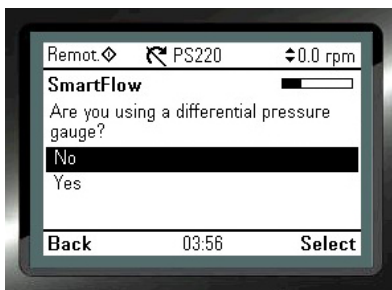 Remot. PS220 0.0 rpm
SmartFlow
Are you using a differential pressure
gauge?
No
Yes
Back 03:56 Select